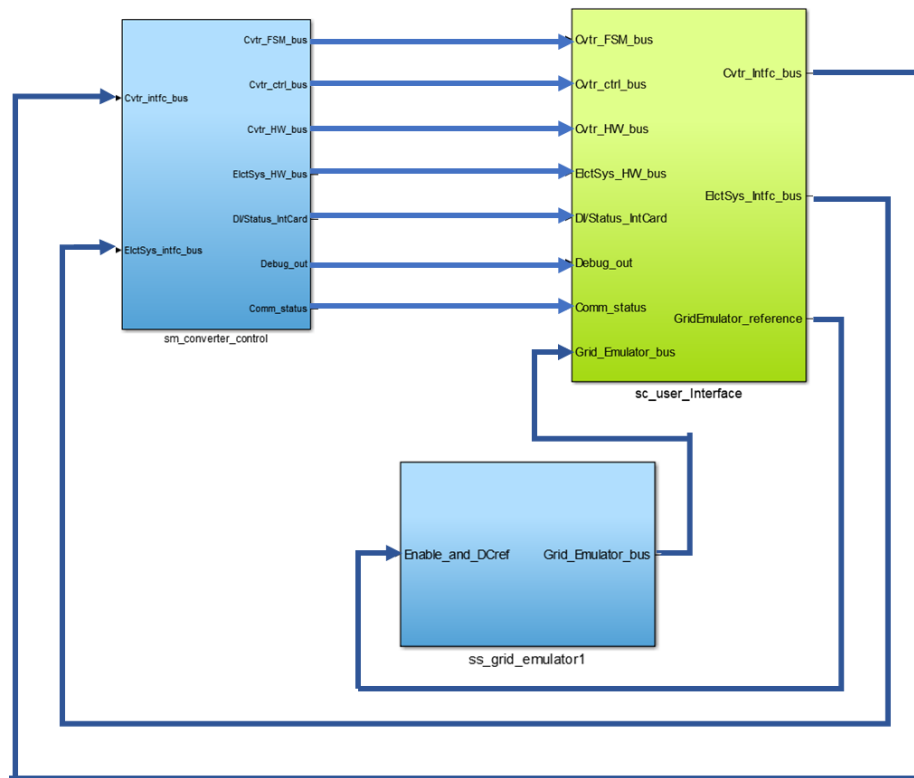 Cvtr_intfc_bus
ElctSys_intfc_bus
Cvtr_FSM_bus
Cvtr_ctrl_bus
Cvtr_HW_bus
ElctSys_HW_bus
DI/Status_IntCard
Debug_out
Comm_status
sm_converter_control
Cvtr_FSM_bus
Cvtr_ctrl_bus
Cvtr_HW_bus
ElctSys_HW_bus
DI/Status_IntCard
Debug_out
Comm_status
Grid_Emulator_bus
Cvtr_Intfc_bus
ElctSys_Intfc_bus
GridEmulator_reference
sc_user_Interface
Enable_and_DCref
Grid_Emulator_bus
ss_grid_emulator1